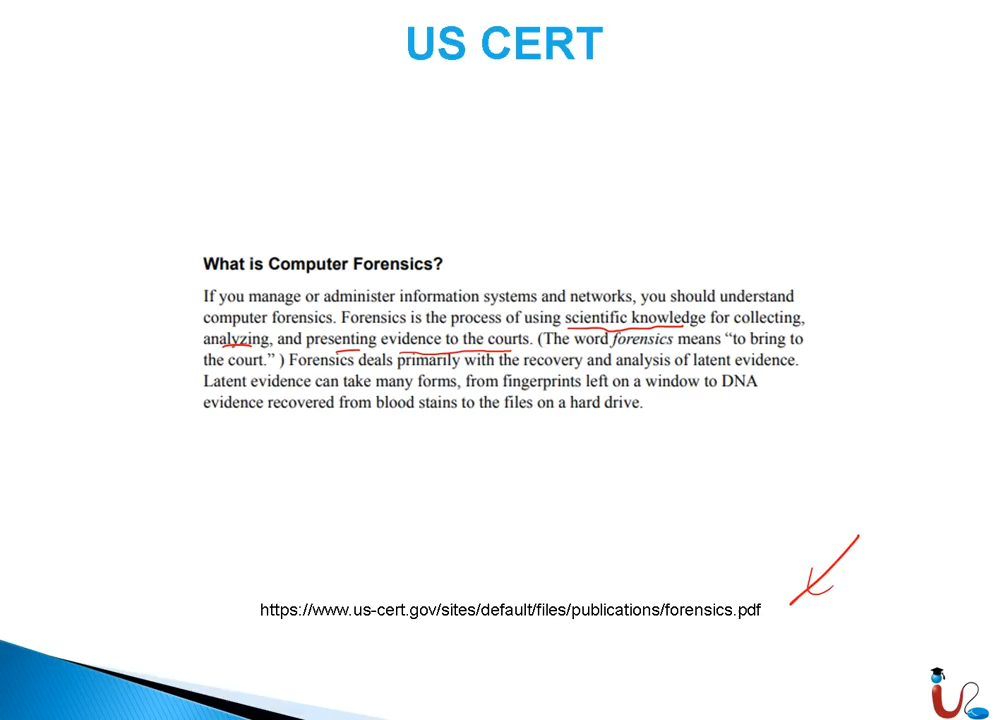 US CERT
What is Computer Forensics?
If you manage or administer information systems and networks, you should understand
computer forensics. Forensics is the process of using scientific knowledge for collecting,
analyzing, and presenting evidence to the courts. (The word forensics means “to bring to
the court.” ) Forensics deals primarily with the recovery and analysis of latent evidence.
Latent evidence can take many forms, from fingerprints left on a window to DNA
evidence recovered from blood stains to the files on a hard drive.
https://www.us-cert.gov/sites/default/files/publications/forensics.pdf